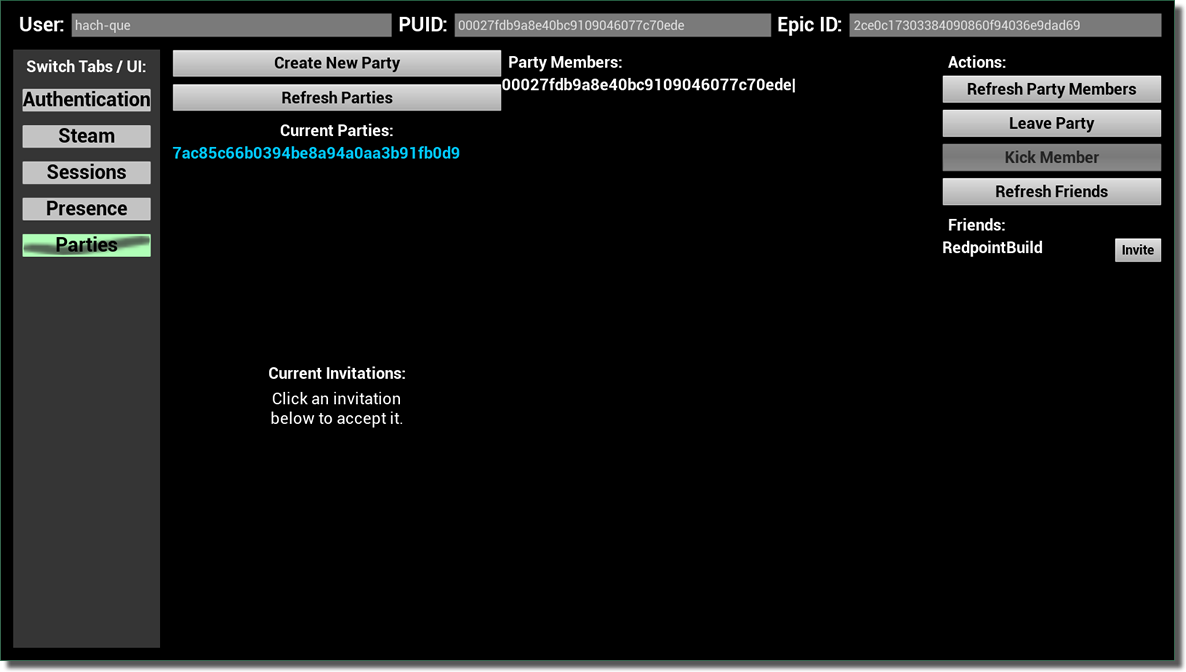 User: hach-que PUID: 00027fdb9a8e40bc9109046077c70ede Epic ID: 2ce0c17303384090860f94036e9dad69
Switch Tabs / UI:
Authentication
Steam
Sessions
Presence
Parties
Create New Party
Refresh Parties
Current Parties:
7ac85c66b0394be8a94a0aa3b91fb0d9
Current Invitations:
Click an invitation
below to accept it.
Party Members:
00027fdb9a8e40bc9109046077c70ede|
Actions:
Refresh Party Members
Leave Party
Kick Member
Refresh Friends
Friends:
RedpointBuild Invite